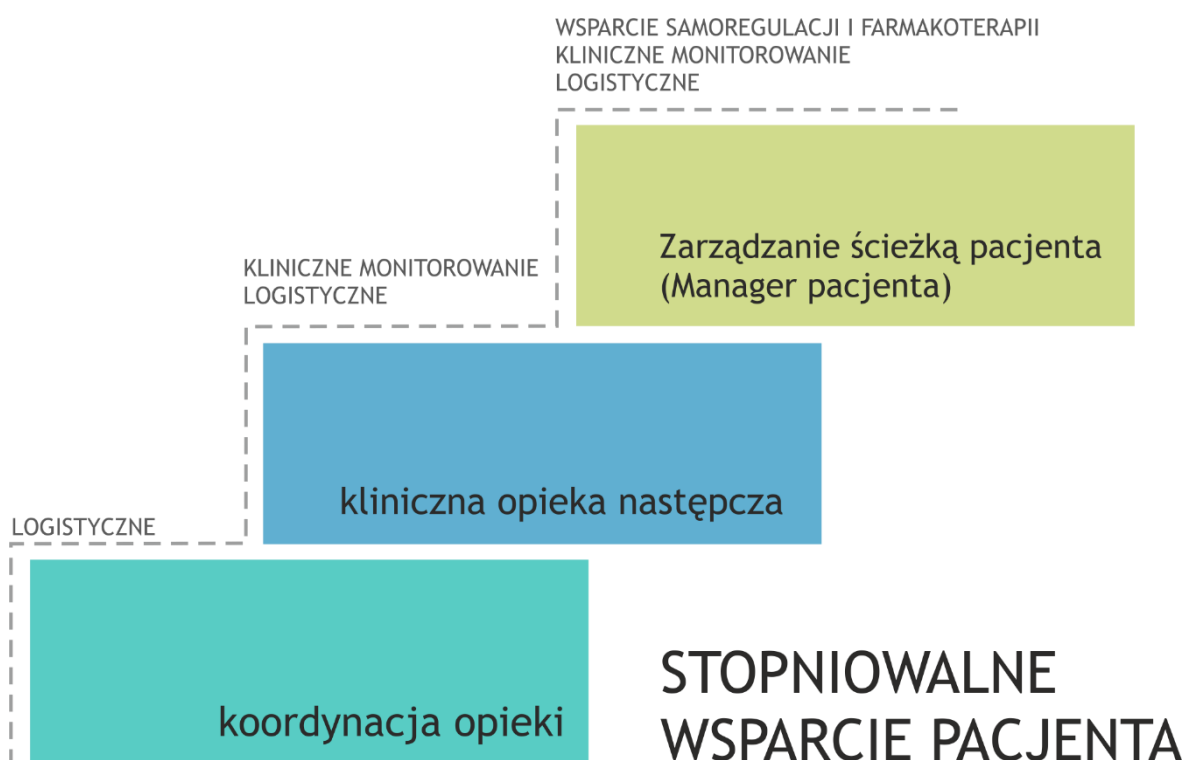 WSPARCIE SAMOREGULACJI I FARMAKOTERAPII
KLINICZNE MONITOROWANIE
LOGISTYCZNE
Zarządzanie ścieżką pacjenta
(Manager pacjenta)
KLINICZNE MONITOROWANIE
LOGISTYCZNE
kliniczna opieka następcza
LOGISTYCZNE
koordynacja opieki
STOPNIOWALNE
WSPARCIE PACJENTA